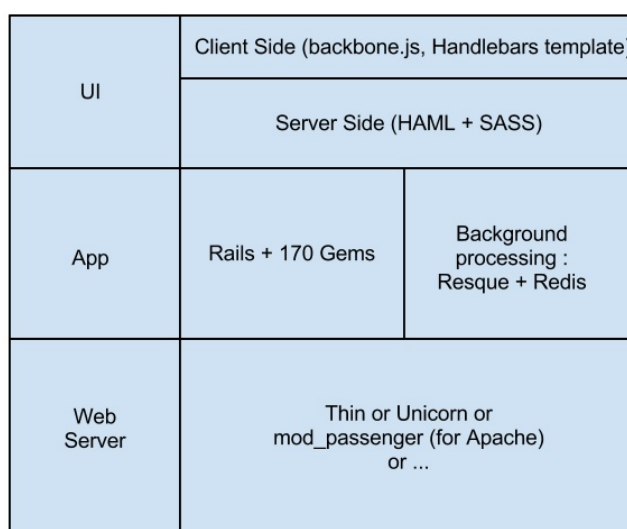 UI
Client Side (backbone.js, Handlebars template)
Server Side (HAML + SASS)
App
Rails + 170 Gems
Background
processing :
Resque + Redis
Web
Server
Thin or Unicorn or
mod_passenger (for Apache)
or ...